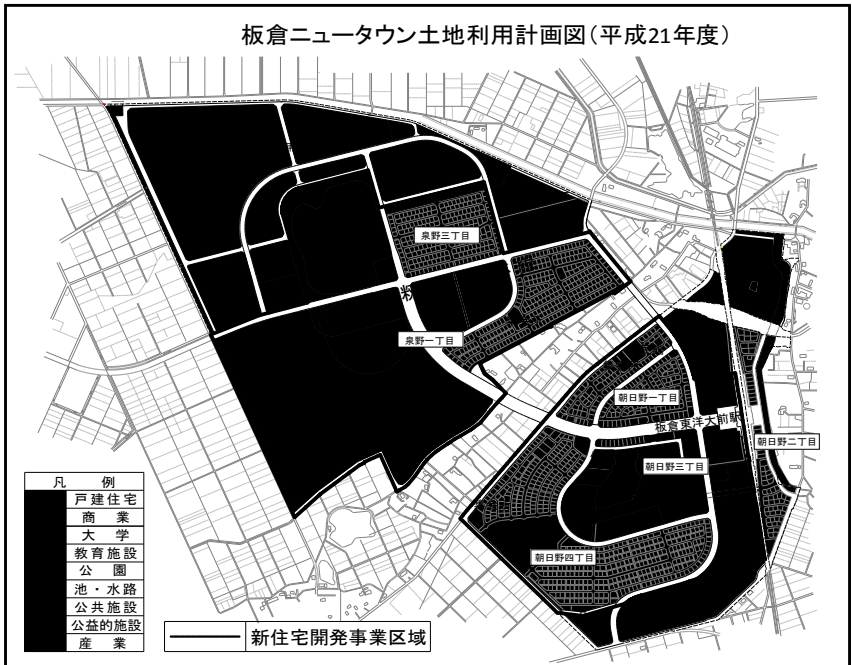 板倉ニュータウン土地利用計画図(平成21年度)
泉野三丁目
泉野一丁目
朝日野一丁目
板倉東洋大前駅
朝日野二丁目
朝日野三丁目
朝日野四丁目
凡 例
戸建住宅
商 業
大 学
教育施設
公 園
池・水路
公共施設
公益的施設
産 業
新住宅開発事業区域